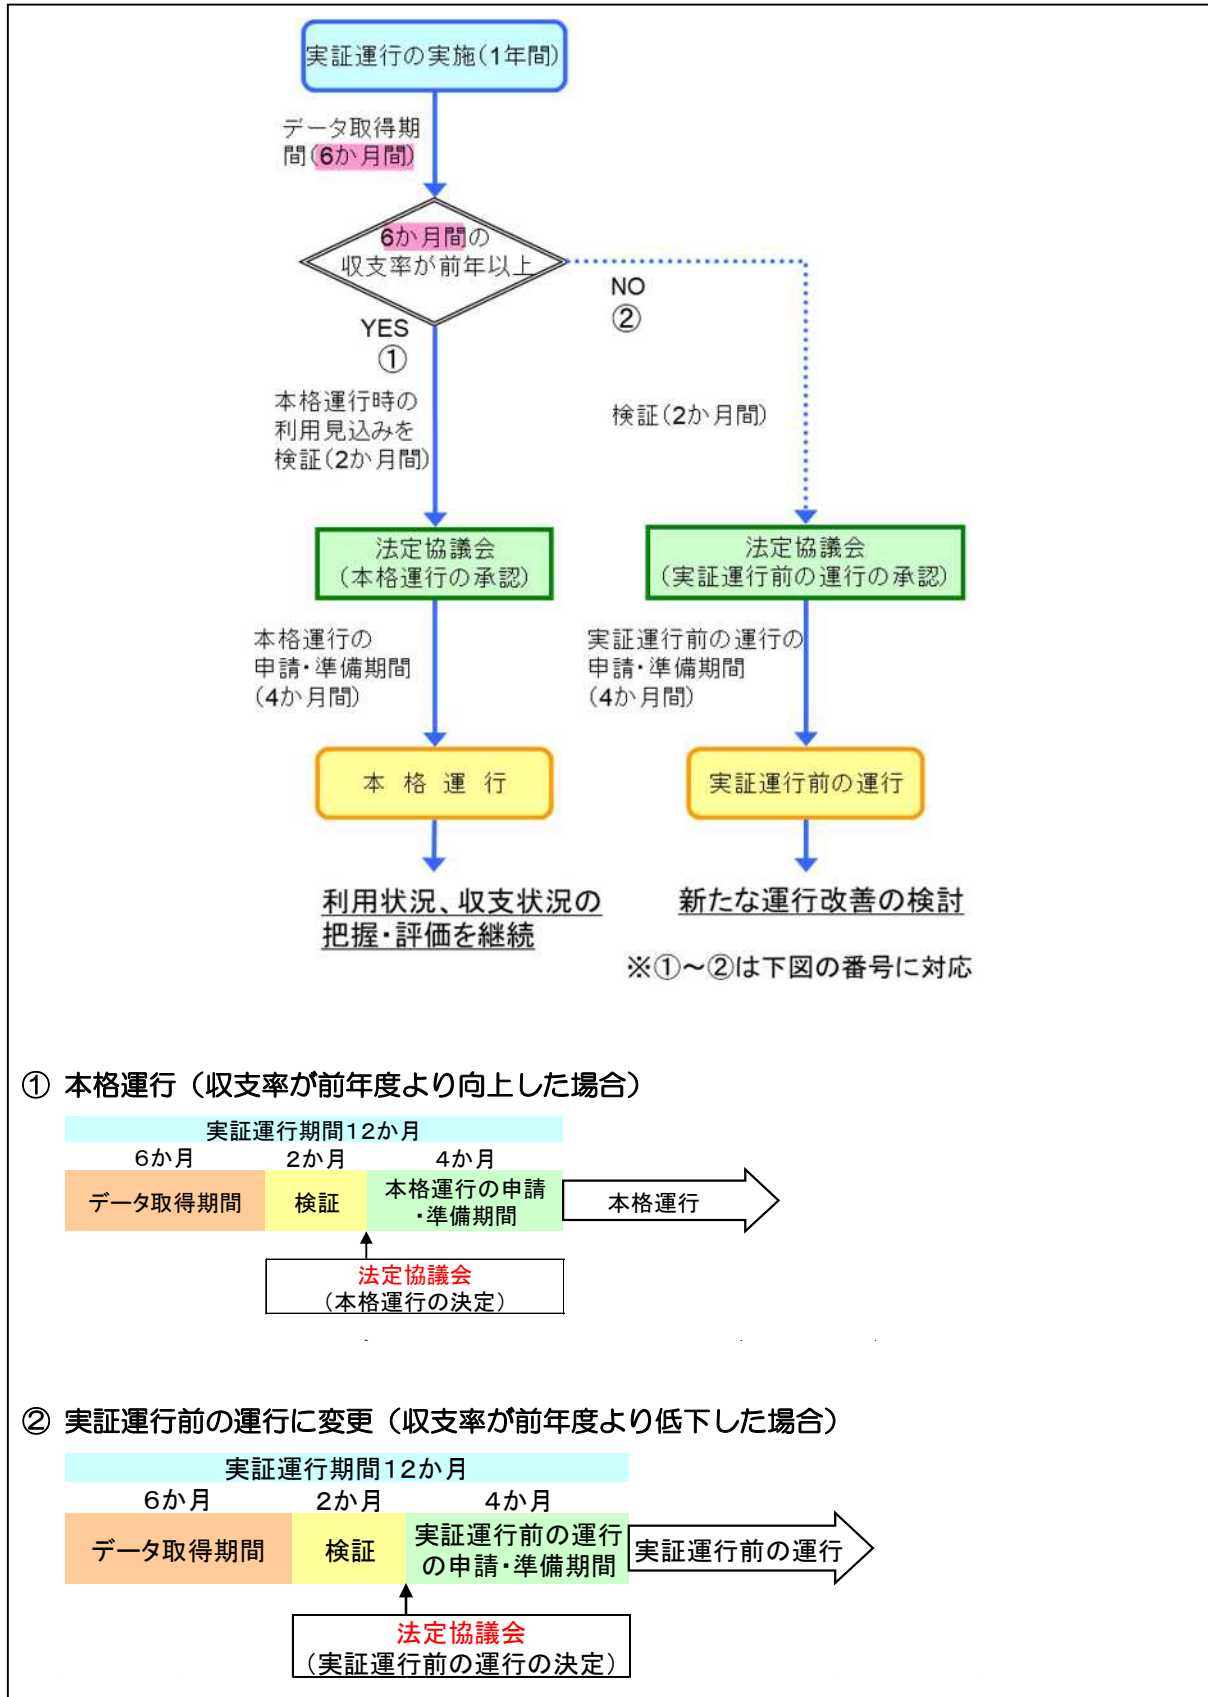 実証運行の実施(1年間)
データ取得期
間(6か月間)
6か月間の
収支率が前年以上
NO
②
YES
①
本格運行時の
利用見込みを
検証(2か月間)
検証(2か月間)
法定協議会
(本格運行の承認)
法定協議会
(実証運行前の運行の承認)
本格運行の
申請・準備期間
(4か月間)
実証運行前の運行の
申請・準備期間
(4か月間)
本 格 運 行
実証運行前の運行
利用状況、収支状況の
把握・評価を継続
新たな運行改善の検討
※①～②は下図の番号に対応
① 本格運行（収支率が前年度より向上した場合）
実証運行期間12か月
6か月 2か月 4か月
データ取得期間
検証
本格運行の申請
・準備期間
本格運行
法定協議会
（本格運行の決定）
② 実証運行前の運行に変更（収支率が前年度より低下した場合）
実証運行期間12か月
6か月 2か月 4か月
データ取得期間
検証
実証運行前の運行
の申請・準備期間
実証運行前の運行
法定協議会
（実証運行前の運行の決定）